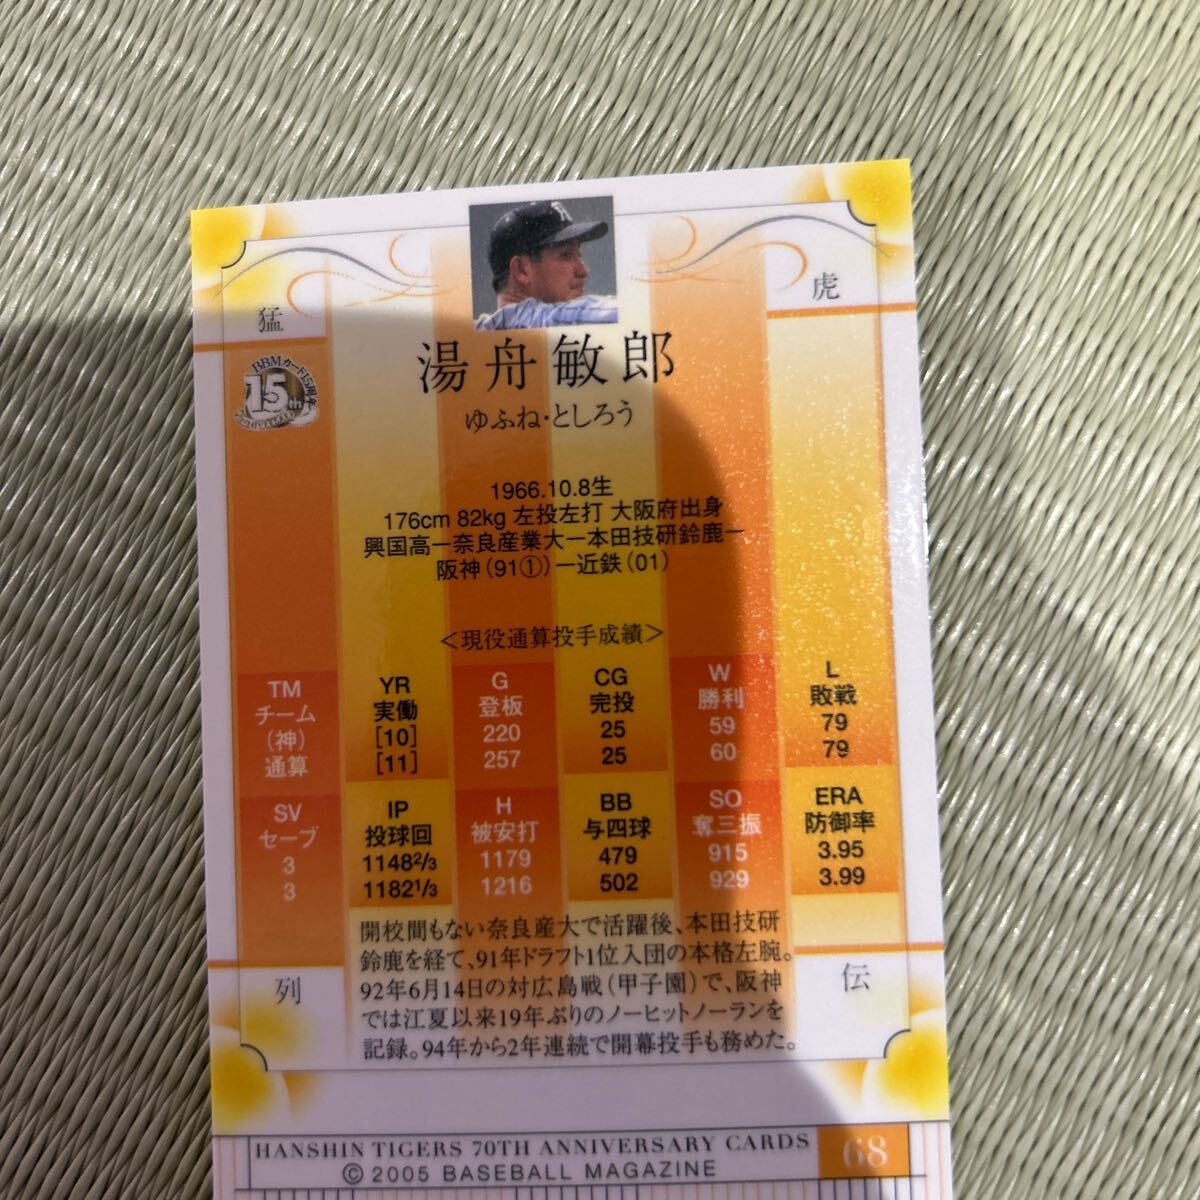 猛
虎
BBMカード15周年
15th
湯舟敏郎
ゆふね・としろう
1966.10.8生
176cm 82kg 左投左打 大阪府出身
興国高ー奈良産業大ー本田技研鈴鹿ー
阪神(91①)ー近鉄(01)
<現役通算投手成績>
TM YR G CG W L
チーム 実働 登板 完投 勝利 敗戦
(神) [10] 220 25 59 79
通算 [11] 257 25 60 79
SV IP H BB SO ERA
セーブ 投球回 被安打 与四球 奪三振 防御率
3 1148 2/3 1179 479 915 3.95
3 1182 1/3 1216 502 929 3.99
開校間もない奈良産大で活躍後、本田技研
鈴鹿を経て、91年ドラフト1位入団の本格左腕。
92年6月14日の対広島戦(甲子園)で、阪神
では江夏以来19年ぶりのノーヒットノーランを
記録。94年から2年連続で開幕投手も務めた。
列
伝
HANSHIN TIGERS 70TH ANNIVERSARY CARDS
© 2005 BASEBALL MAGAZINE
68